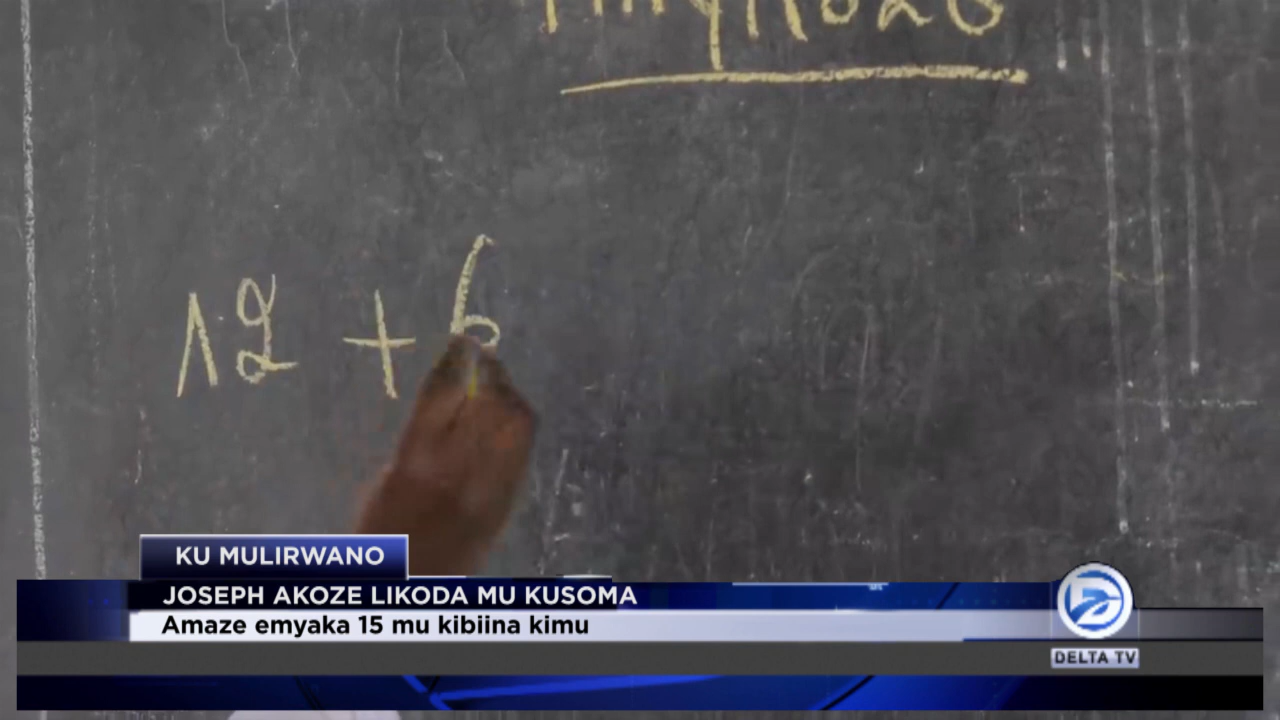 12 + 6
KU MULIRWANO
JOSEPH AKOZE LIKODA MU KUSOMA
Amaze emyaka 15 mu kibiina kimu
DELTA TV